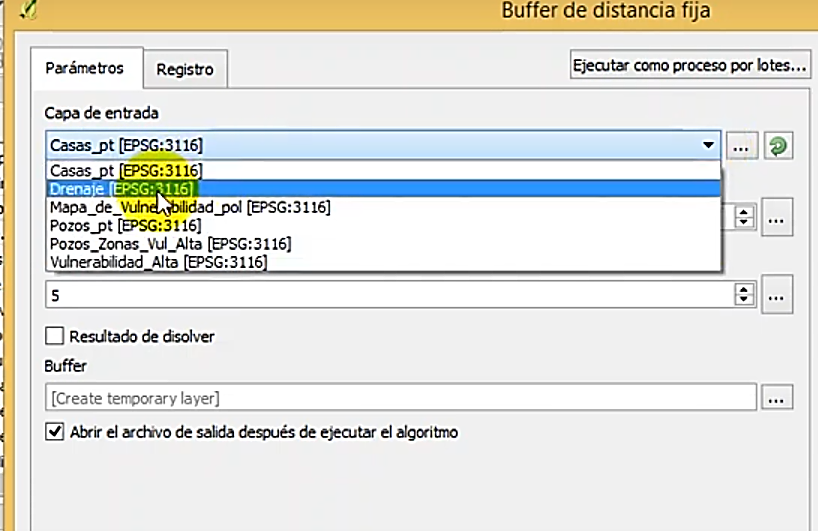 Buffer de distancia fija
Parámetros
Registro
Ejecutar como proceso por lotes...
Capa de entrada
Casas_pt [EPSG:3116]
...
Casas_pt [EPSG:3116]
Drenaje [EPSG:3116]
Mapa_de_Vulnerabilidad_pol [EPSG:3116]
Pozos_pt [EPSG:3116]
...
Pozos_Zonas_Vul_Alta [EPSG:3116]
Vulnerabilidad_Alta [EPSG:3116]
5
...
Resultado de disolver
Buffer
[Create temporary layer]
...
Abrir el archivo de salida después de ejecutar el algoritmo